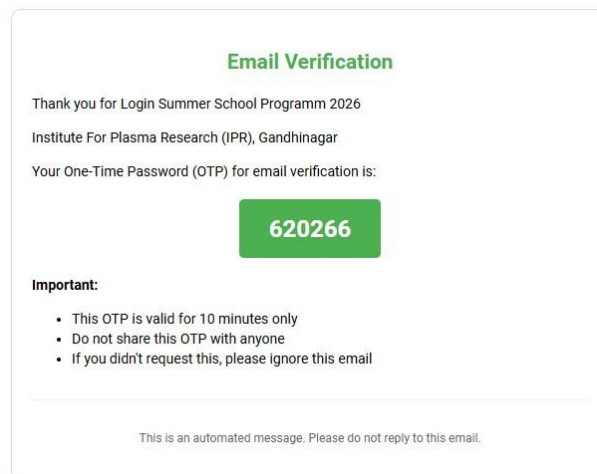 Email Verification
Thank you for Login Summer School Programm 2026
Institute For Plasma Research (IPR), Gandhinagar
Your One-Time Password (OTP) for email verification is:
620266
Important:
• This OTP is valid for 10 minutes only
• Do not share this OTP with anyone
• If you didn't request this, please ignore this email
This is an automated message. Please do not reply to this email.